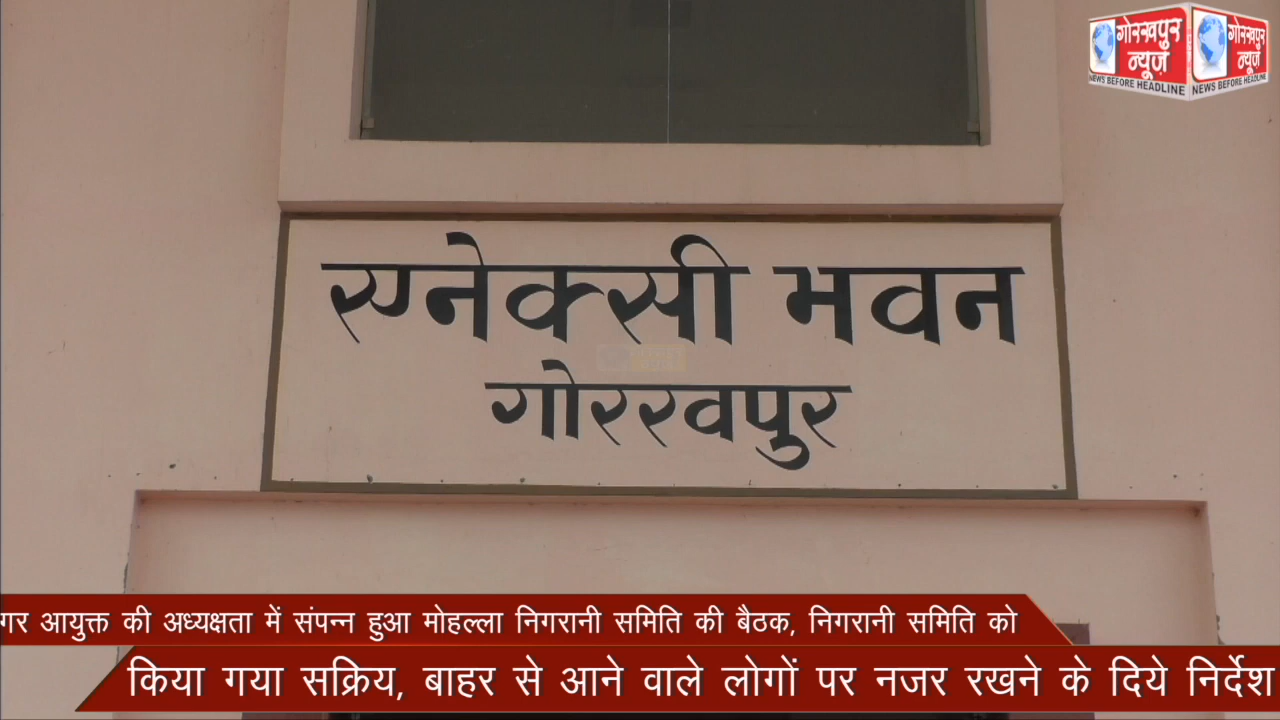 गोरखपुर गोरखपुर
न्यूज़ न्यूज़
NEWS BEFORE HEADLINE NEWS BEFORE HEADLINE
एनेक्सी भवन
गोरखपुर
गर आयुक्त की अध्यक्षता में संपन्न हुआ मोहल्ला निगरानी समिति की बैठक, निगरानी समिति को
किया गया सक्रिय, बाहर से आने वाले लोगों पर नजर रखने के दिये निर्देश